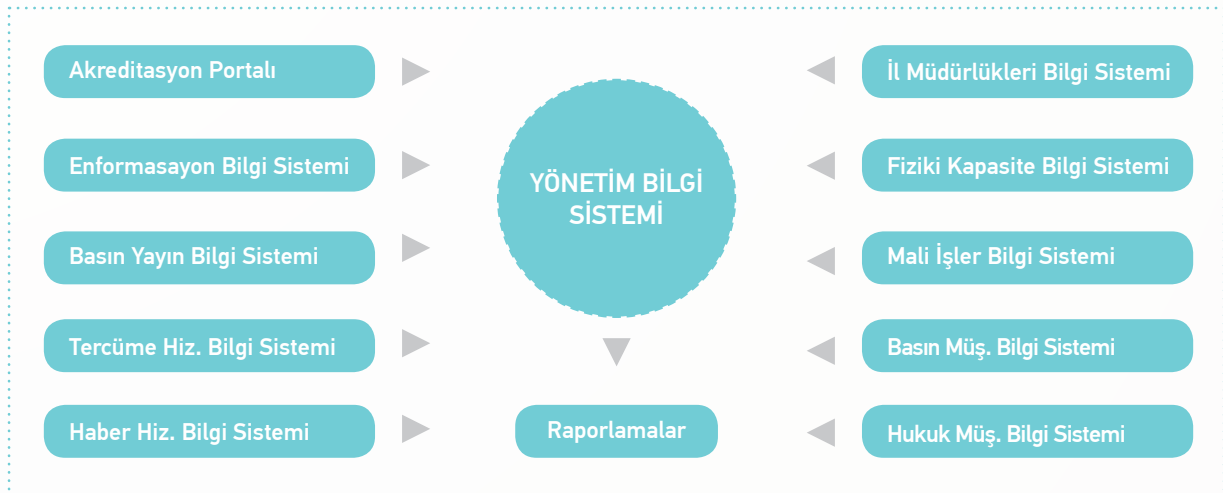 Akreditasyon Portalı
Enformasayon Bilgi Sistemi
Basın Yayın Bilgi Sistemi
Tercüme Hiz. Bilgi Sistemi
Haber Hiz. Bilgi Sistemi
YÖNETİM BİLGİ
SİSTEMİ
Raporlamalar
İl Müdürlükleri Bilgi Sistemi
Fiziki Kapasite Bilgi Sistemi
Mali İşler Bilgi Sistemi
Basın Müş. Bilgi Sistemi
Hukuk Müş. Bilgi Sistemi